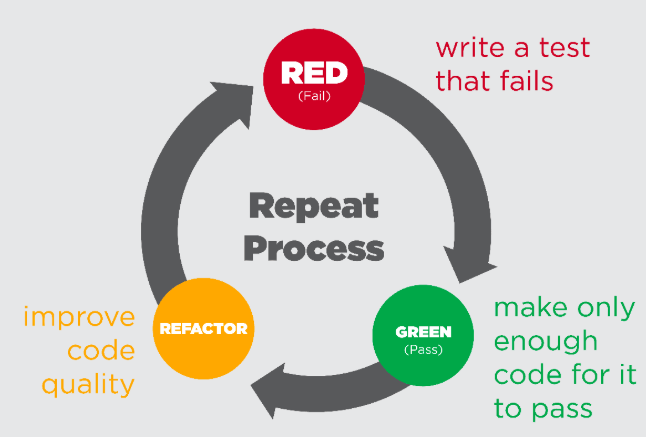 RED
(Fail)
write a test
that fails
Repeat
Process
GREEN
(Pass)
make only
enough
code for it
to pass
REFACTOR
improve
code
quality